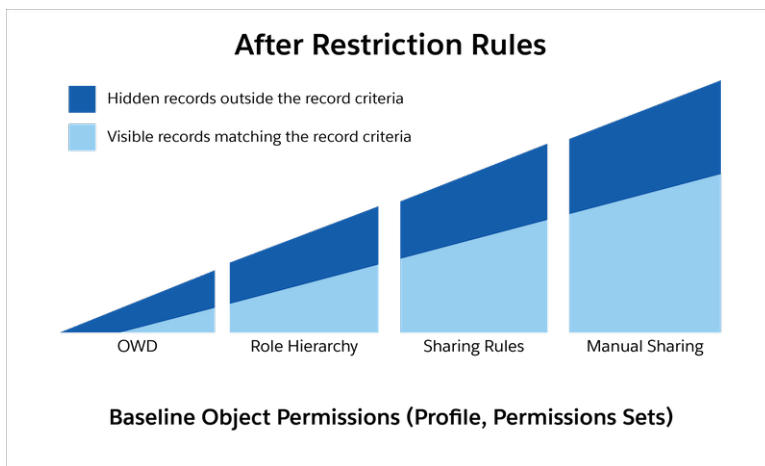 After Restriction Rules
Hidden records outside the record criteria
Visible records matching the record criteria
OWD
Role Hierarchy
Sharing Rules
Manual Sharing
Baseline Object Permissions (Profile, Permissions Sets)